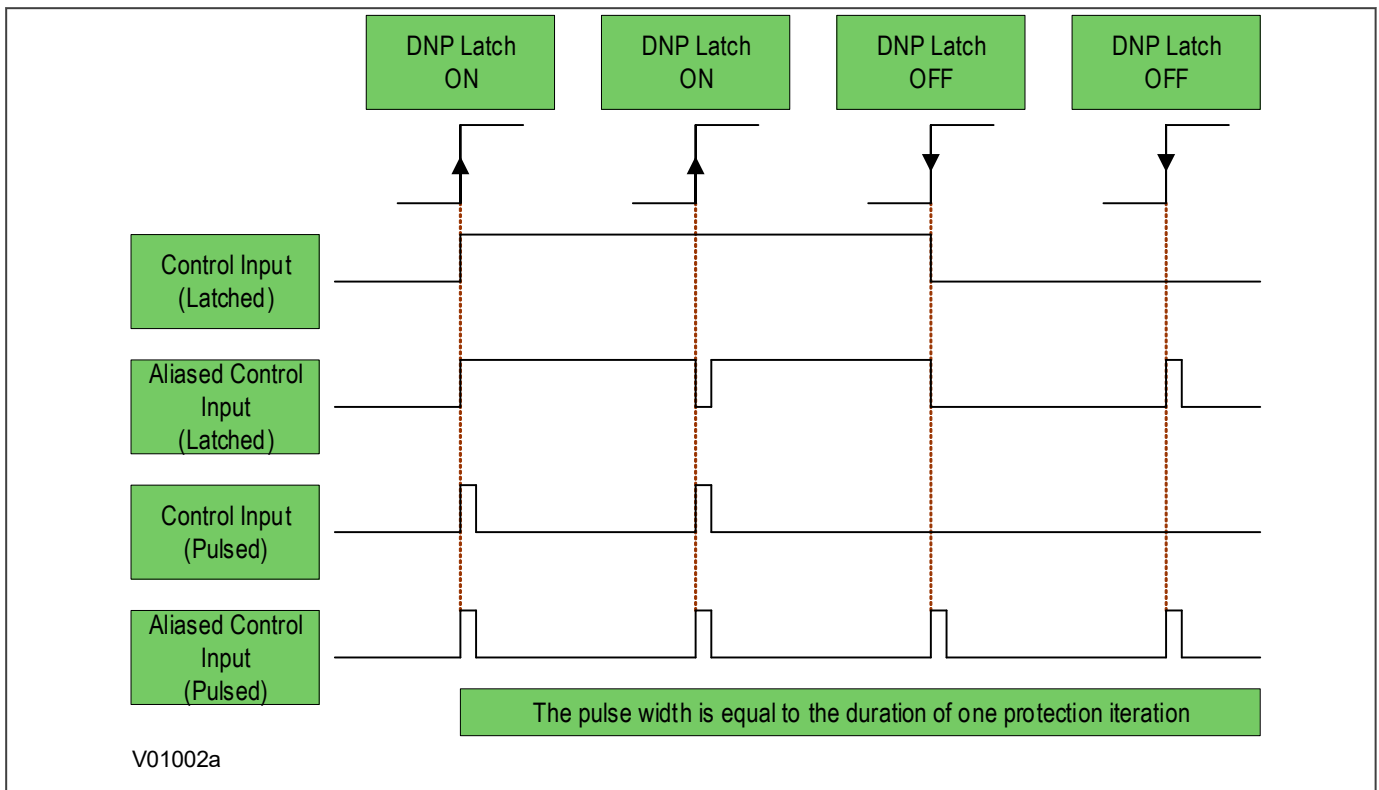 DNP Latch
ON
DNP Latch
ON
DNP Latch
OFF
DNP Latch
OFF
Control Input
(Latched)
Aliased Control
Input
(Latched)
Control Input
(Pulsed)
Aliased Control
Input
(Pulsed)
The pulse width is equal to the duration of one protection iteration
V01002a